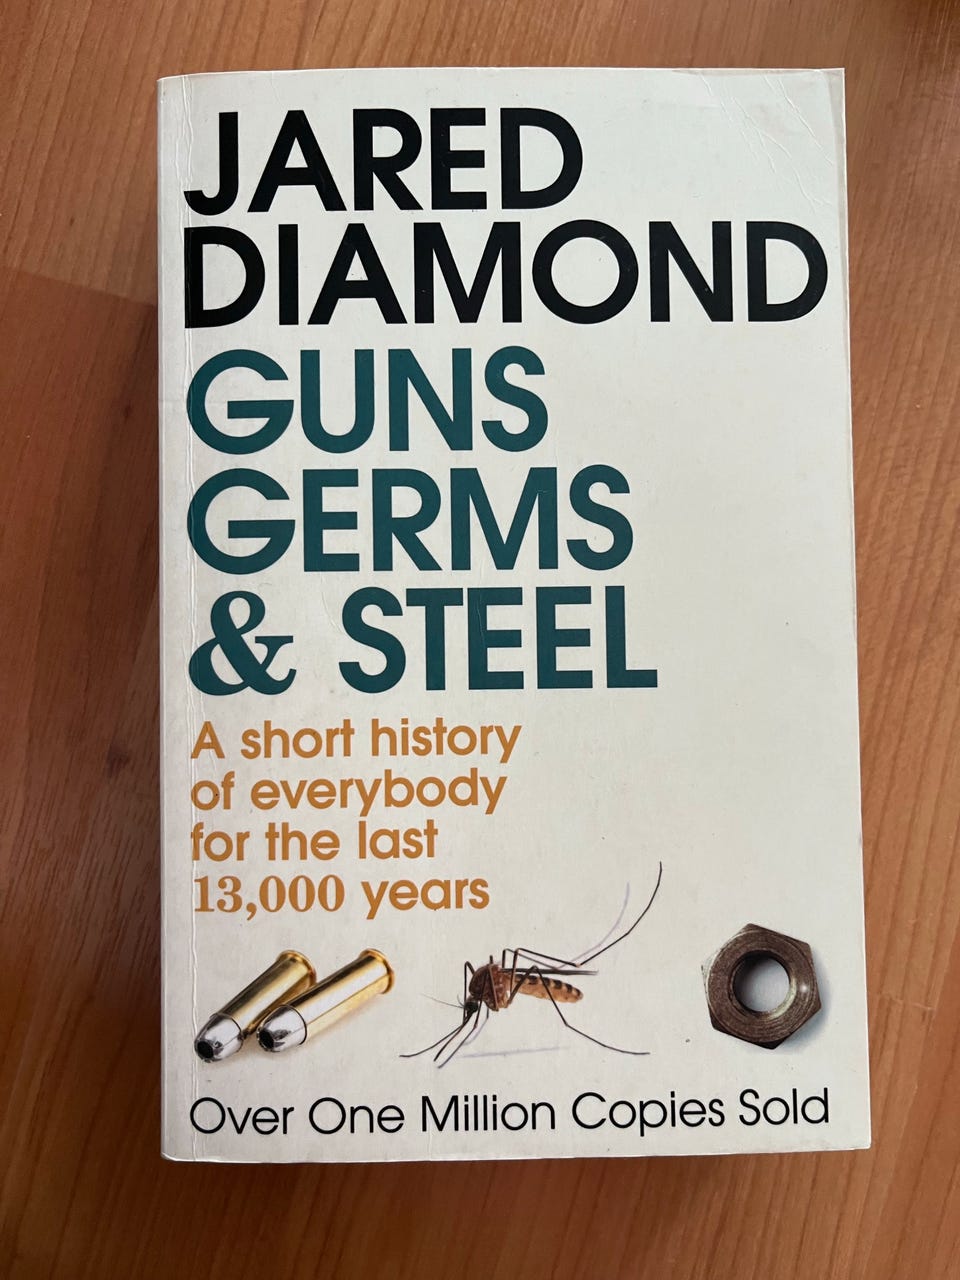 JARED
DIAMOND
GUNS
GERMS
& STEEL
A short history
of everybody
for the last
13,000 years
Over One Million Copies Sold